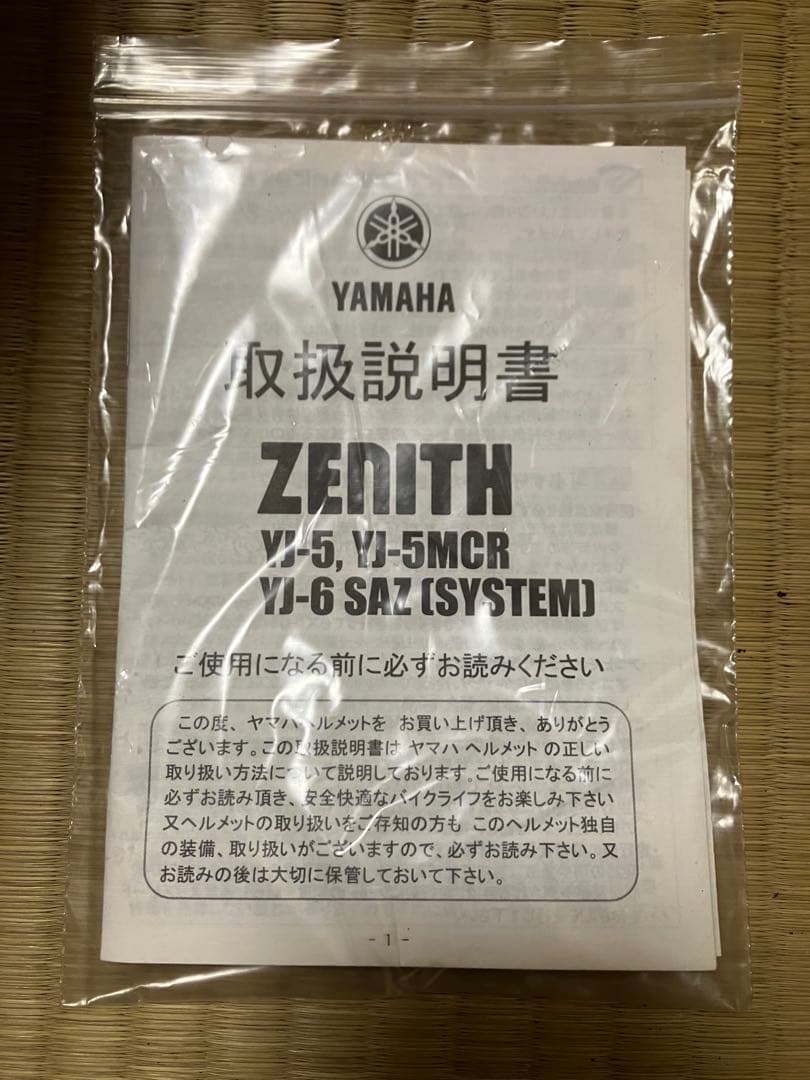 YAMAHA
取扱説明書
ZENITH
YJ-5, YJ-5MCR
YJ-6 SAZ (SYSTEM)
ご使用になる前に必ずお読みください
この度、ヤマハヘルメットを お買い上げ頂き、ありがとう
ございます。この取扱説明書は ヤマハ ヘルメット の正しい
取り扱い方法について説明しております。ご使用になる前に
必ずお読み頂き、安全快適なバイクライフをお楽しみ下さい
又ヘルメットの取り扱いをご存知の方も このヘルメット独自
の装備、取り扱いがございますので、必ずお読み下さい。又
お読みの後は大切に保管しておいて下さい。
- 1 -